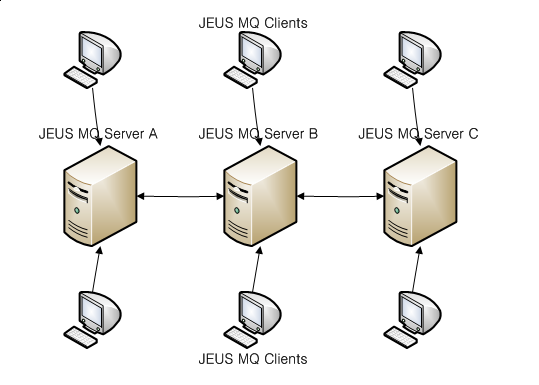 JEUS MQ Clients
JEUS MQ Server A
JEUS MQ Server B
JEUS MQ Server C
JEUS MQ Clients